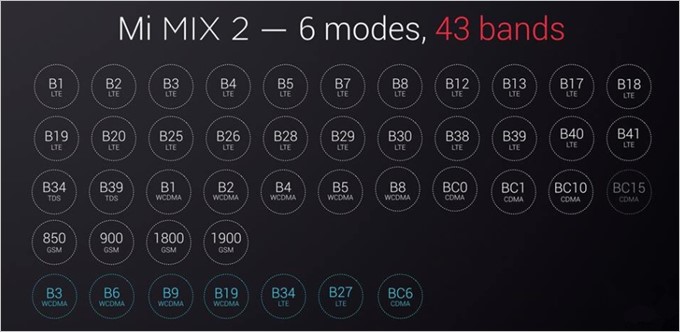 Mi MIX 2 — 6 modes, 43 bands
B1 B2 B3 B4 B5 B7 B8 B12 B13 B17 B18
LTE LTE LTE LTE LTE LTE LTE LTE LTE LTE LTE
B19 B20 B25 B26 B28 B29 B30 B38 B39 B40 B41
LTE LTE LTE LTE LTE LTE LTE LTE LTE LTE LTE
B34 B39 B1 B2 B4 B5 B8 BC0 BC1 BC10 BC15
TDS TDS WCDMA WCDMA WCDMA WCDMA WCDMA CDMA CDMA CDMA CDMA
850 900 1800 1900
GSM GSM GSM GSM
B3 B6 B9 B19 B34 B27 BC6
WCDMA WCDMA WCDMA WCDMA LTE LTE CDMA